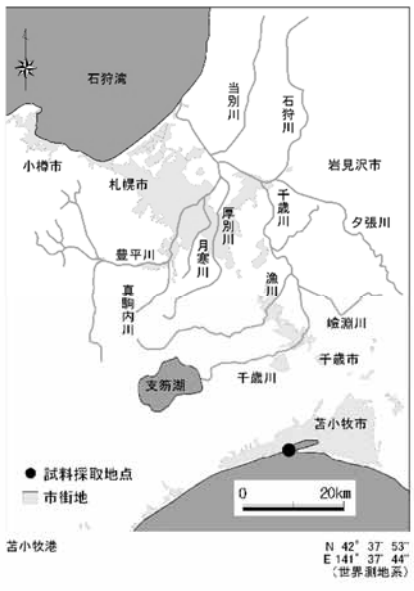 石狩湾
当別川
石狩川
小樽市
札幌市
岩見沢市
千歳川
夕張川
厚別川
月寒川
豊平川
真駒内川
漁川
嶮淵川
千歳市
支笏湖
千歳川
苫小牧市
試料採取地点
市街地
0 20km
苫小牧港
N 42° 37′ 53″
E 141° 37′ 44″
(世界測地系)